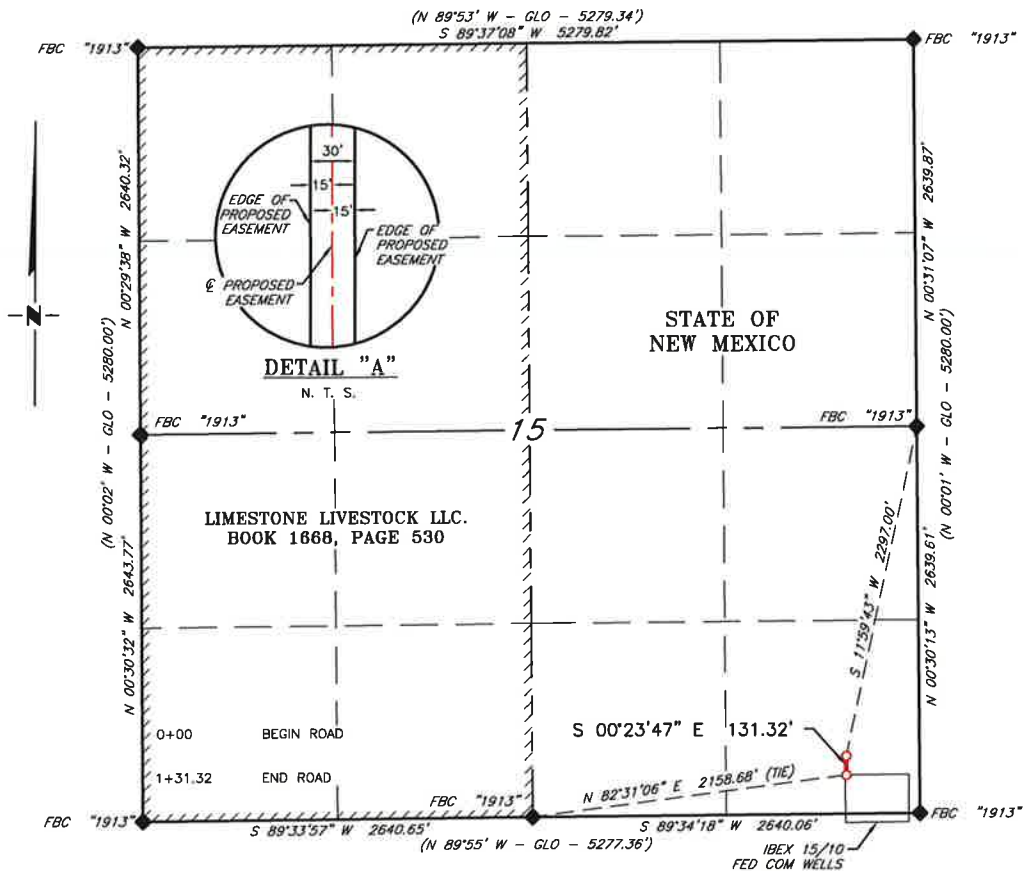 (N 89°53' W - GLO - 5279.34')
S 89°37'08" W 5279.82'
FBC "1913"
FBC "1913"
N 00°29'38" W 2640.32'
N 00°31'07" W 2639.87'
30'
15'
15'
EDGE OF
PROPOSED
EASEMENT
EDGE OF
PROPOSED
EASEMENT
℄ PROPOSED
EASEMENT
DETAIL "A"
N. T. S.
N
STATE OF
NEW MEXICO
(N 00°02' W - GLO - 5280.00')
(N 00°01' W - GLO - 5280.00')
FBC "1913"
15
FBC "1913"
LIMESTONE LIVESTOCK LLC.
BOOK 1668, PAGE 530
N 00°30'32" W 2643.77'
S 11°59'43" W 2297.00'
N 00°30'13" W 2639.61'
0+00 BEGIN ROAD
1+31.32 END ROAD
S 00°23'47" E 131.32'
N 82°31'06" E 2158.68' (TIE)
FBC "1913"
FBC "1913"
FBC "1913"
S 89°33'57" W 2640.65'
S 89°34'18" W 2640.06'
(N 89°55' W - GLO - 5277.36')
IBEX 15/10
FED COM WELLS